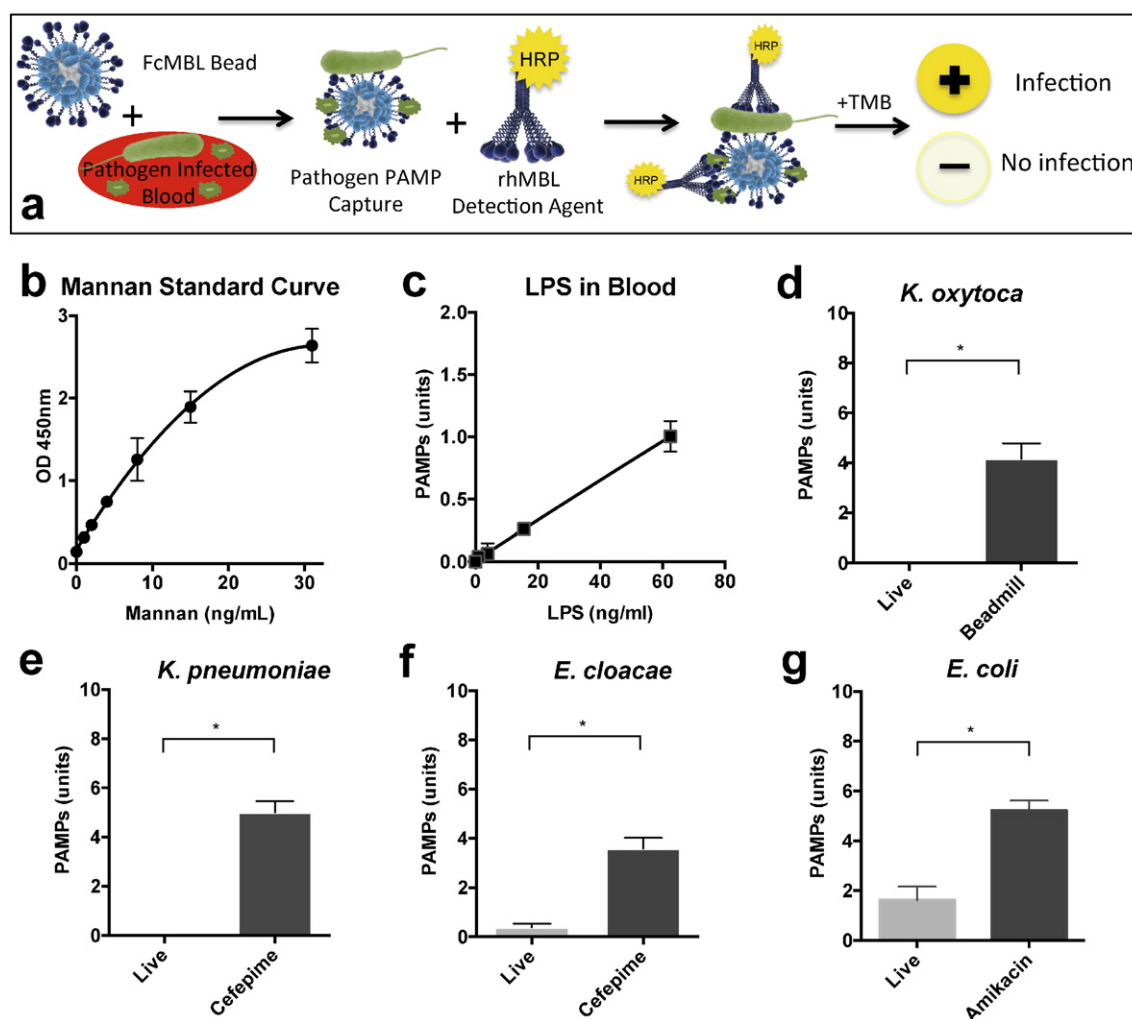 a
FcMBL Bead
+
Pathogen Infected
Blood
Pathogen PAMP
Capture
+
HRP
rhMBL
Detection Agent
HRP
HRP
+TMB
+
Infection
−
No infection
b
Mannan Standard Curve
OD 450nm
3
2
1
0
0 10 20 30
Mannan (ng/mL)
c
LPS in Blood
PAMPs (units)
2.0
1.5
1.0
0.5
0.0
0 20 40 60 80
LPS (ng/ml)
d
K. oxytoca
PAMPs (units)
10
8
6
4
2
0
*
Live
Beadmill
e
K. pneumoniae
PAMPs (units)
10
8
6
4
2
0
*
Live
Cefepime
f
E. cloacae
PAMPs (units)
10
8
6
4
2
0
*
Live
Cefepime
g
E. coli
PAMPs (units)
10
8
6
4
2
0
*
Live
Amikacin